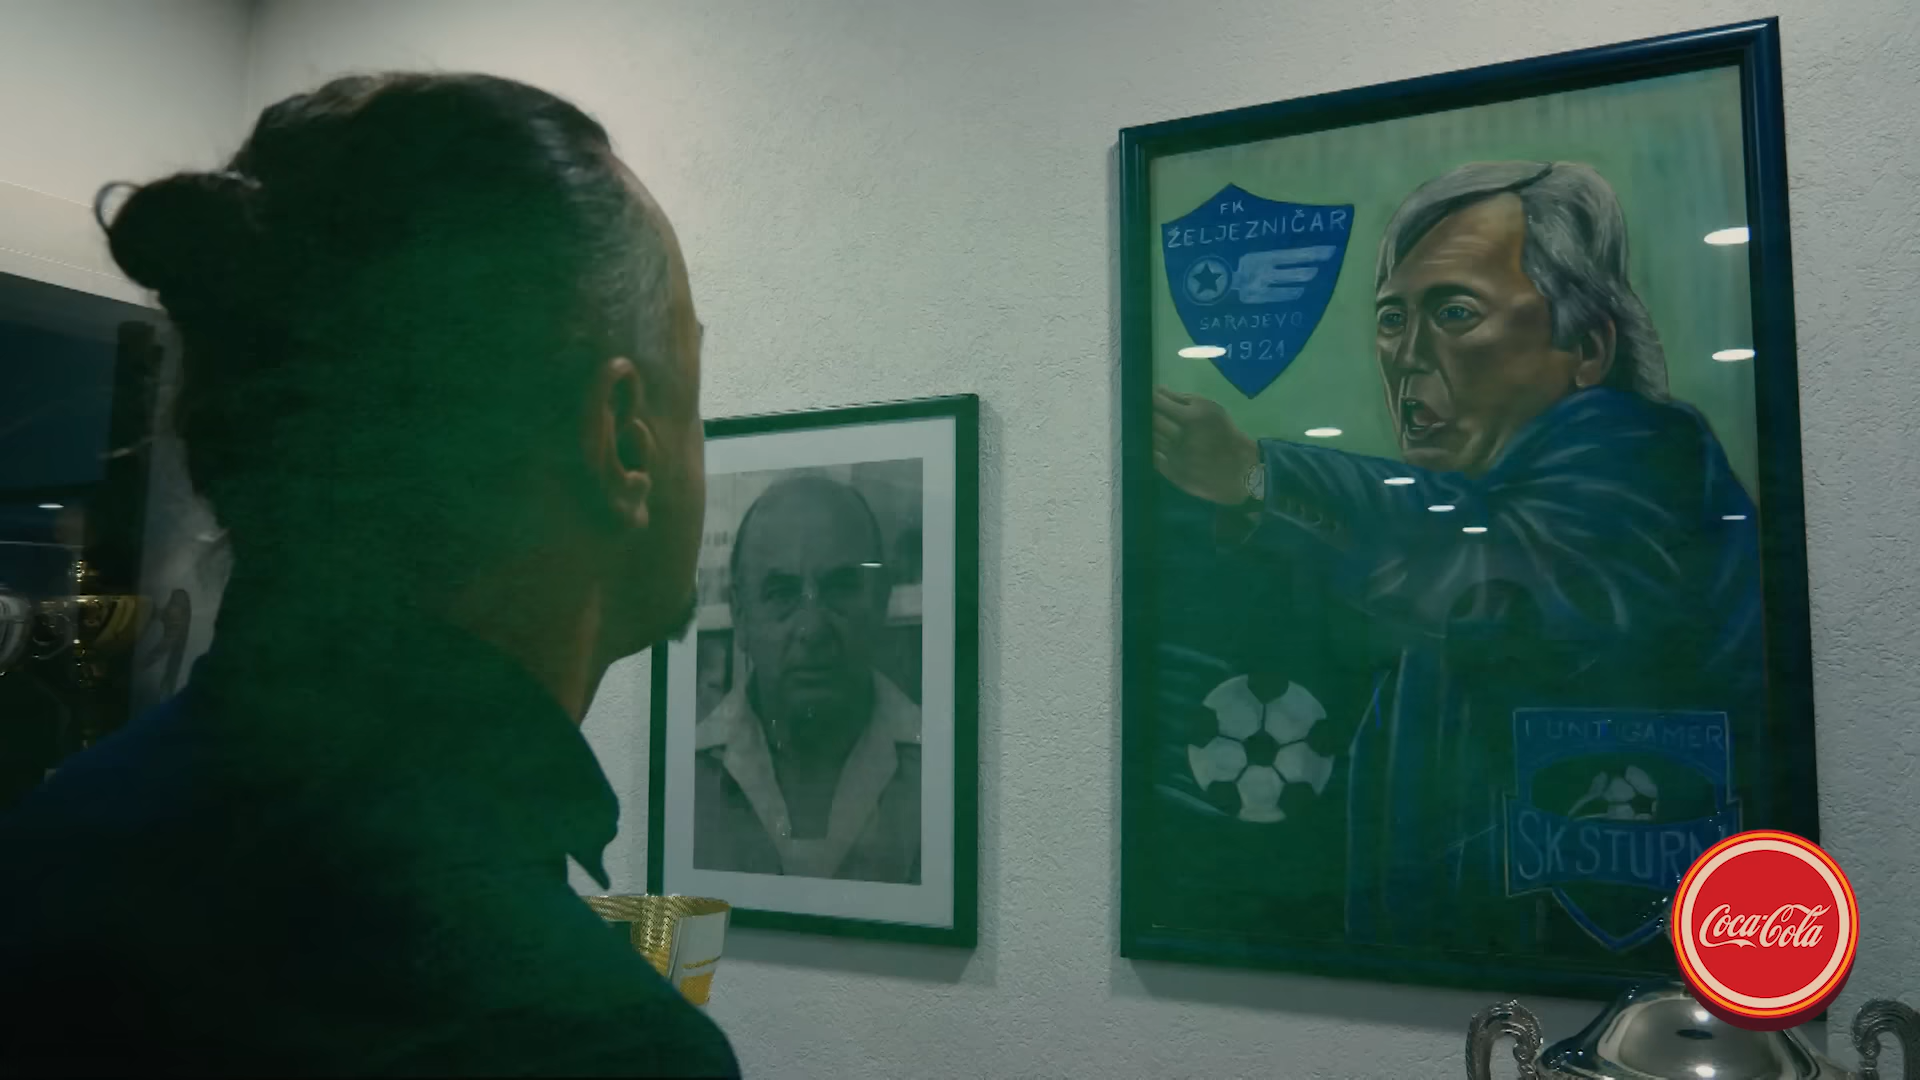 FK
ŽELJEZNIČAR
SARAJEVO
1921
SK STURM
Coca-Cola